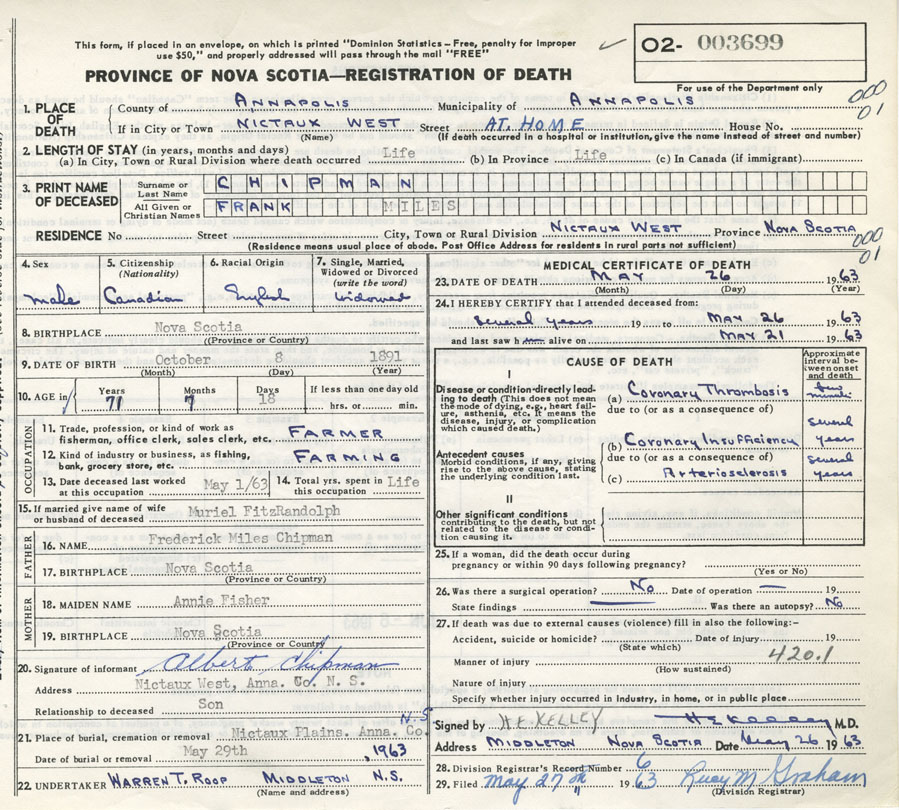 This form, if placed in an envelope, on which is printed "Dominion Statistics—Free, penalty for improper
use $50," and properly addressed will pass through the mail "FREE"
O2- 003699
For use of the Department only
PROVINCE OF NOVA SCOTIA—REGISTRATION OF DEATH
000
01
1. PLACE OF DEATH
County of ANNAPOLIS Municipality of ANNAPOLIS
If in City or Town NICTAUX WEST Street AT HOME House No.
(Name) (If death occurred in a hospital or institution, give the name instead of street and number)
2. LENGTH OF STAY (in years, months and days)
(a) In City, Town or Rural Division where death occurred Life (b) In Province Life (c) In Canada (if immigrant)
3. PRINT NAME OF DECEASED
Surname or Last Name CHIPMAN
All Given or Christian Names FRANK MILES
RESIDENCE No Street City, Town or Rural Division NICTAUX WEST Province NOVA SCOTIA
(Residence means usual place of abode. Post Office Address for residents in rural parts not sufficient)
000
01
4. Sex
male
5. Citizenship (Nationality)
Canadian
6. Racial Origin
English
7. Single, Married, Widowed or Divorced (write the word)
widowed
8. BIRTHPLACE Nova Scotia
(Province or Country)
9. DATE OF BIRTH October 8 1891
(Month) (Day) (Year)
10. AGE in Years 71 Months 7 Days 18 If less than one day old hrs. or min.
OCCUPATION
11. Trade, profession, or kind of work as fisherman, office clerk, sales clerk, etc. FARMER
12. Kind of industry or business, as fishing, bank, grocery store, etc. FARMING
13. Date deceased last worked at this occupation May 1/63
14. Total yrs. spent in this occupation Life
15. If married give name of wife or husband of deceased Muriel FitzRandolph
FATHER
16. NAME Frederick Miles Chipman
17. BIRTHPLACE Nova Scotia
(Province or Country)
MOTHER
18. MAIDEN NAME Annie Fisher
19. BIRTHPLACE Nova Scotia
(Province or Country)
20. Signature of informant Albert Chipman
Address Nictaux West, Anna. Co. N. S.
Relationship to deceased Son
21. Place of burial, cremation or removal Nictaux Plains. Anna. Co. N.S
Date of burial or removal May 29th , 1963
22. UNDERTAKER WARREN T. ROOP MIDDLETON N.S.
(Name and address)
MEDICAL CERTIFICATE OF DEATH
23. DATE OF DEATH MAY 26 1963
(Month) (Day) (Year)
24. I HEREBY CERTIFY that I attended deceased from:
several years 19 to MAY 26 1963
and last saw h alive on MAY 21 1963
CAUSE OF DEATH
Approximate interval between onset and death
I
Disease or condition directly leading to death (This does not mean the mode of dying, e.g., heart failure, asthenia, etc. It means the disease, injury, or complication which caused death.)
(a) Coronary Thrombosis few
due to (or as a consequence of)
Antecedent causes
Morbid conditions, if any, giving rise to the above cause, stating the underlying condition last.
(b) Coronary Insufficiency several years
due to (or as a consequence of)
(c) Arteriosclerosis several years
II
Other significant conditions
contributing to the death, but not related to the disease or condition causing it.
25. If a woman, did the death occur during pregnancy or within 90 days following pregnancy?
(Yes or No)
26. Was there a surgical operation? No Date of operation — 19
State findings — Was there an autopsy? No
27. If death was due to external causes (violence) fill in also the following:—
Accident, suicide or homicide? Date of injury 19
(State which)
420.1
Manner of injury
(How sustained)
Nature of injury
Specify whether injury occurred in Industry, in home, or in public place
Signed by H.E. KELLEY M.D.
Address MIDDLETON NOVA SCOTIA Date May 26 1963
28. Division Registrar's Record Number 6
29. Filed May 27th 1963 Ruby M Graham
(Division Registrar)